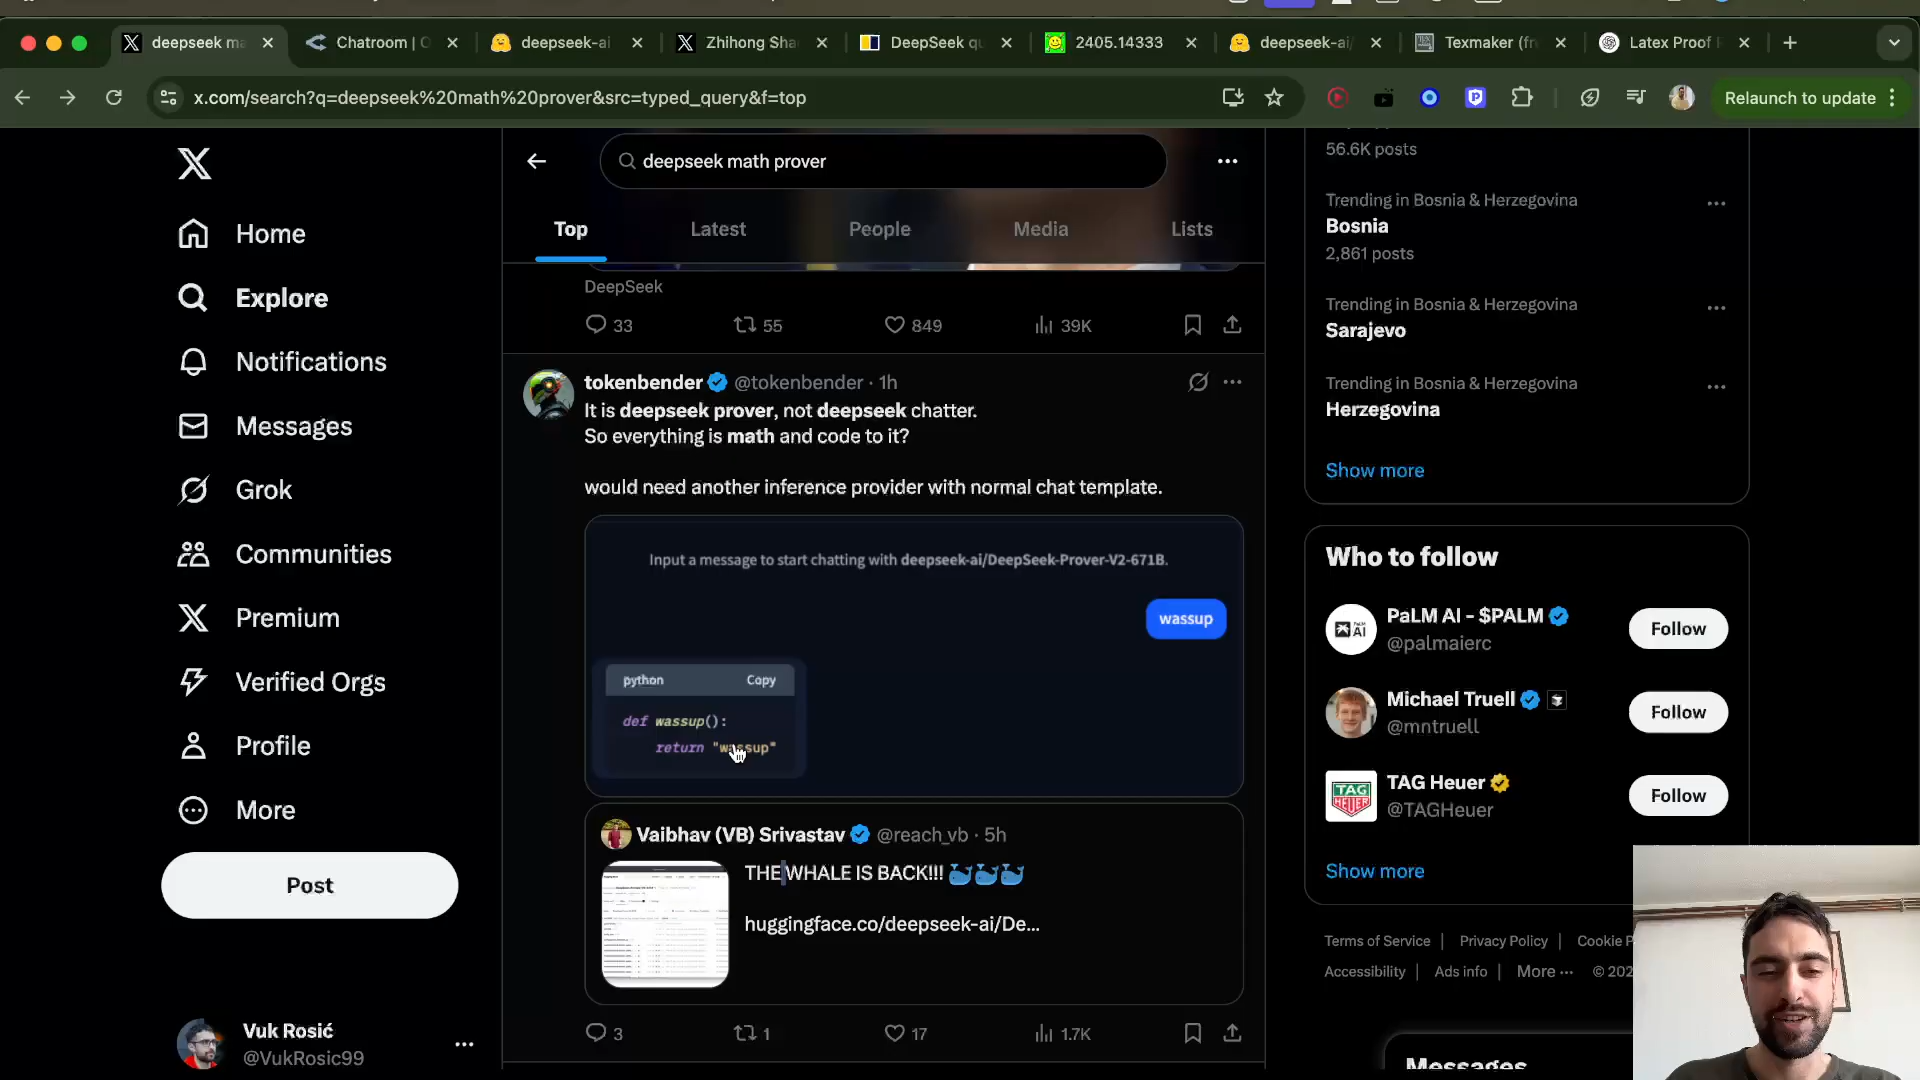 deepseek ma
Chatroom | O
deepseek-ai
Zhihong Sha
DeepSeek qu
2405.14333
deepseek-ai/
Texmaker (fr
Latex Proof
x.com/search?q=deepseek%20math%20prover&src=typed_query&f=top
Relaunch to update
deepseek math prover
Top
Latest
People
Media
Lists
Home
Explore
Notifications
Messages
Grok
Communities
Premium
Verified Orgs
Profile
More
Post
Vuk Rosić
@VukRosic99
DeepSeek
33
55
849
39K
tokenbender @tokenbender · 1h
It is deepseek prover, not deepseek chatter.
So everything is math and code to it?
would need another inference provider with normal chat template.
Input a message to start chatting with deepseek-ai/DeepSeek-Prover-V2-671B.
wassup
python
Copy
def wassup():
return "wassup"
Vaibhav (VB) Srivastav @reach_vb · 5h
THE WHALE IS BACK!!! 🐳🐳🐳
huggingface.co/deepseek-ai/De...
3
1
17
1.7K
56.6K posts
Trending in Bosnia & Herzegovina
Bosnia
2,861 posts
Trending in Bosnia & Herzegovina
Sarajevo
Trending in Bosnia & Herzegovina
Herzegovina
Show more
Who to follow
PaLM AI - $PALM
@palmaierc
Follow
Michael Truell
@mntruell
Follow
TAG Heuer
@TAGHeuer
Follow
Show more
Terms of Service
Privacy Policy
Cookie P
Accessibility
Ads info
More ···
© 202
Messages